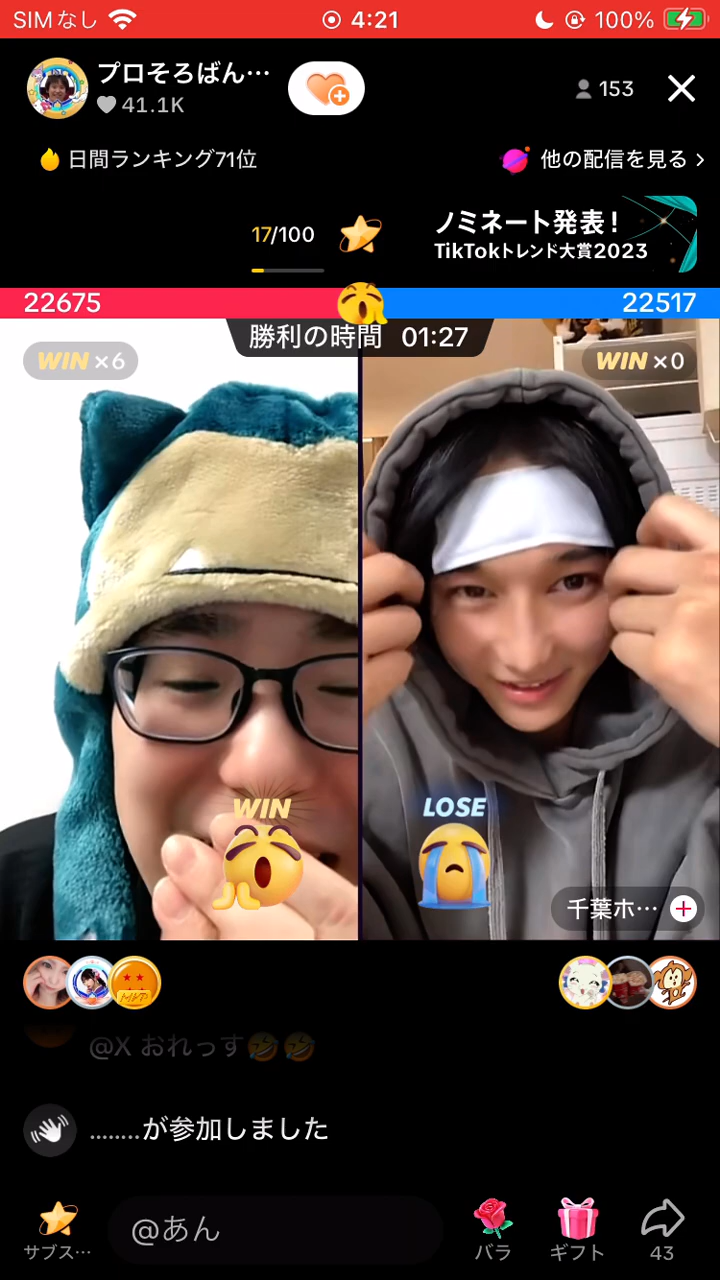 SIMなし 4:21 100%
プロそろばん…
41.1K
153
日間ランキング71位
他の配信を見る
17/100
ノミネート発表！
TikTokトレンド大賞2023
22675
22517
勝利の時間 01:27
WIN ×6
WIN ×0
WIN
LOSE
千葉ホ…
MVP
@X おれっす🤣🤣
........が参加しました
サブス…
@あん
バラ
ギフト
43